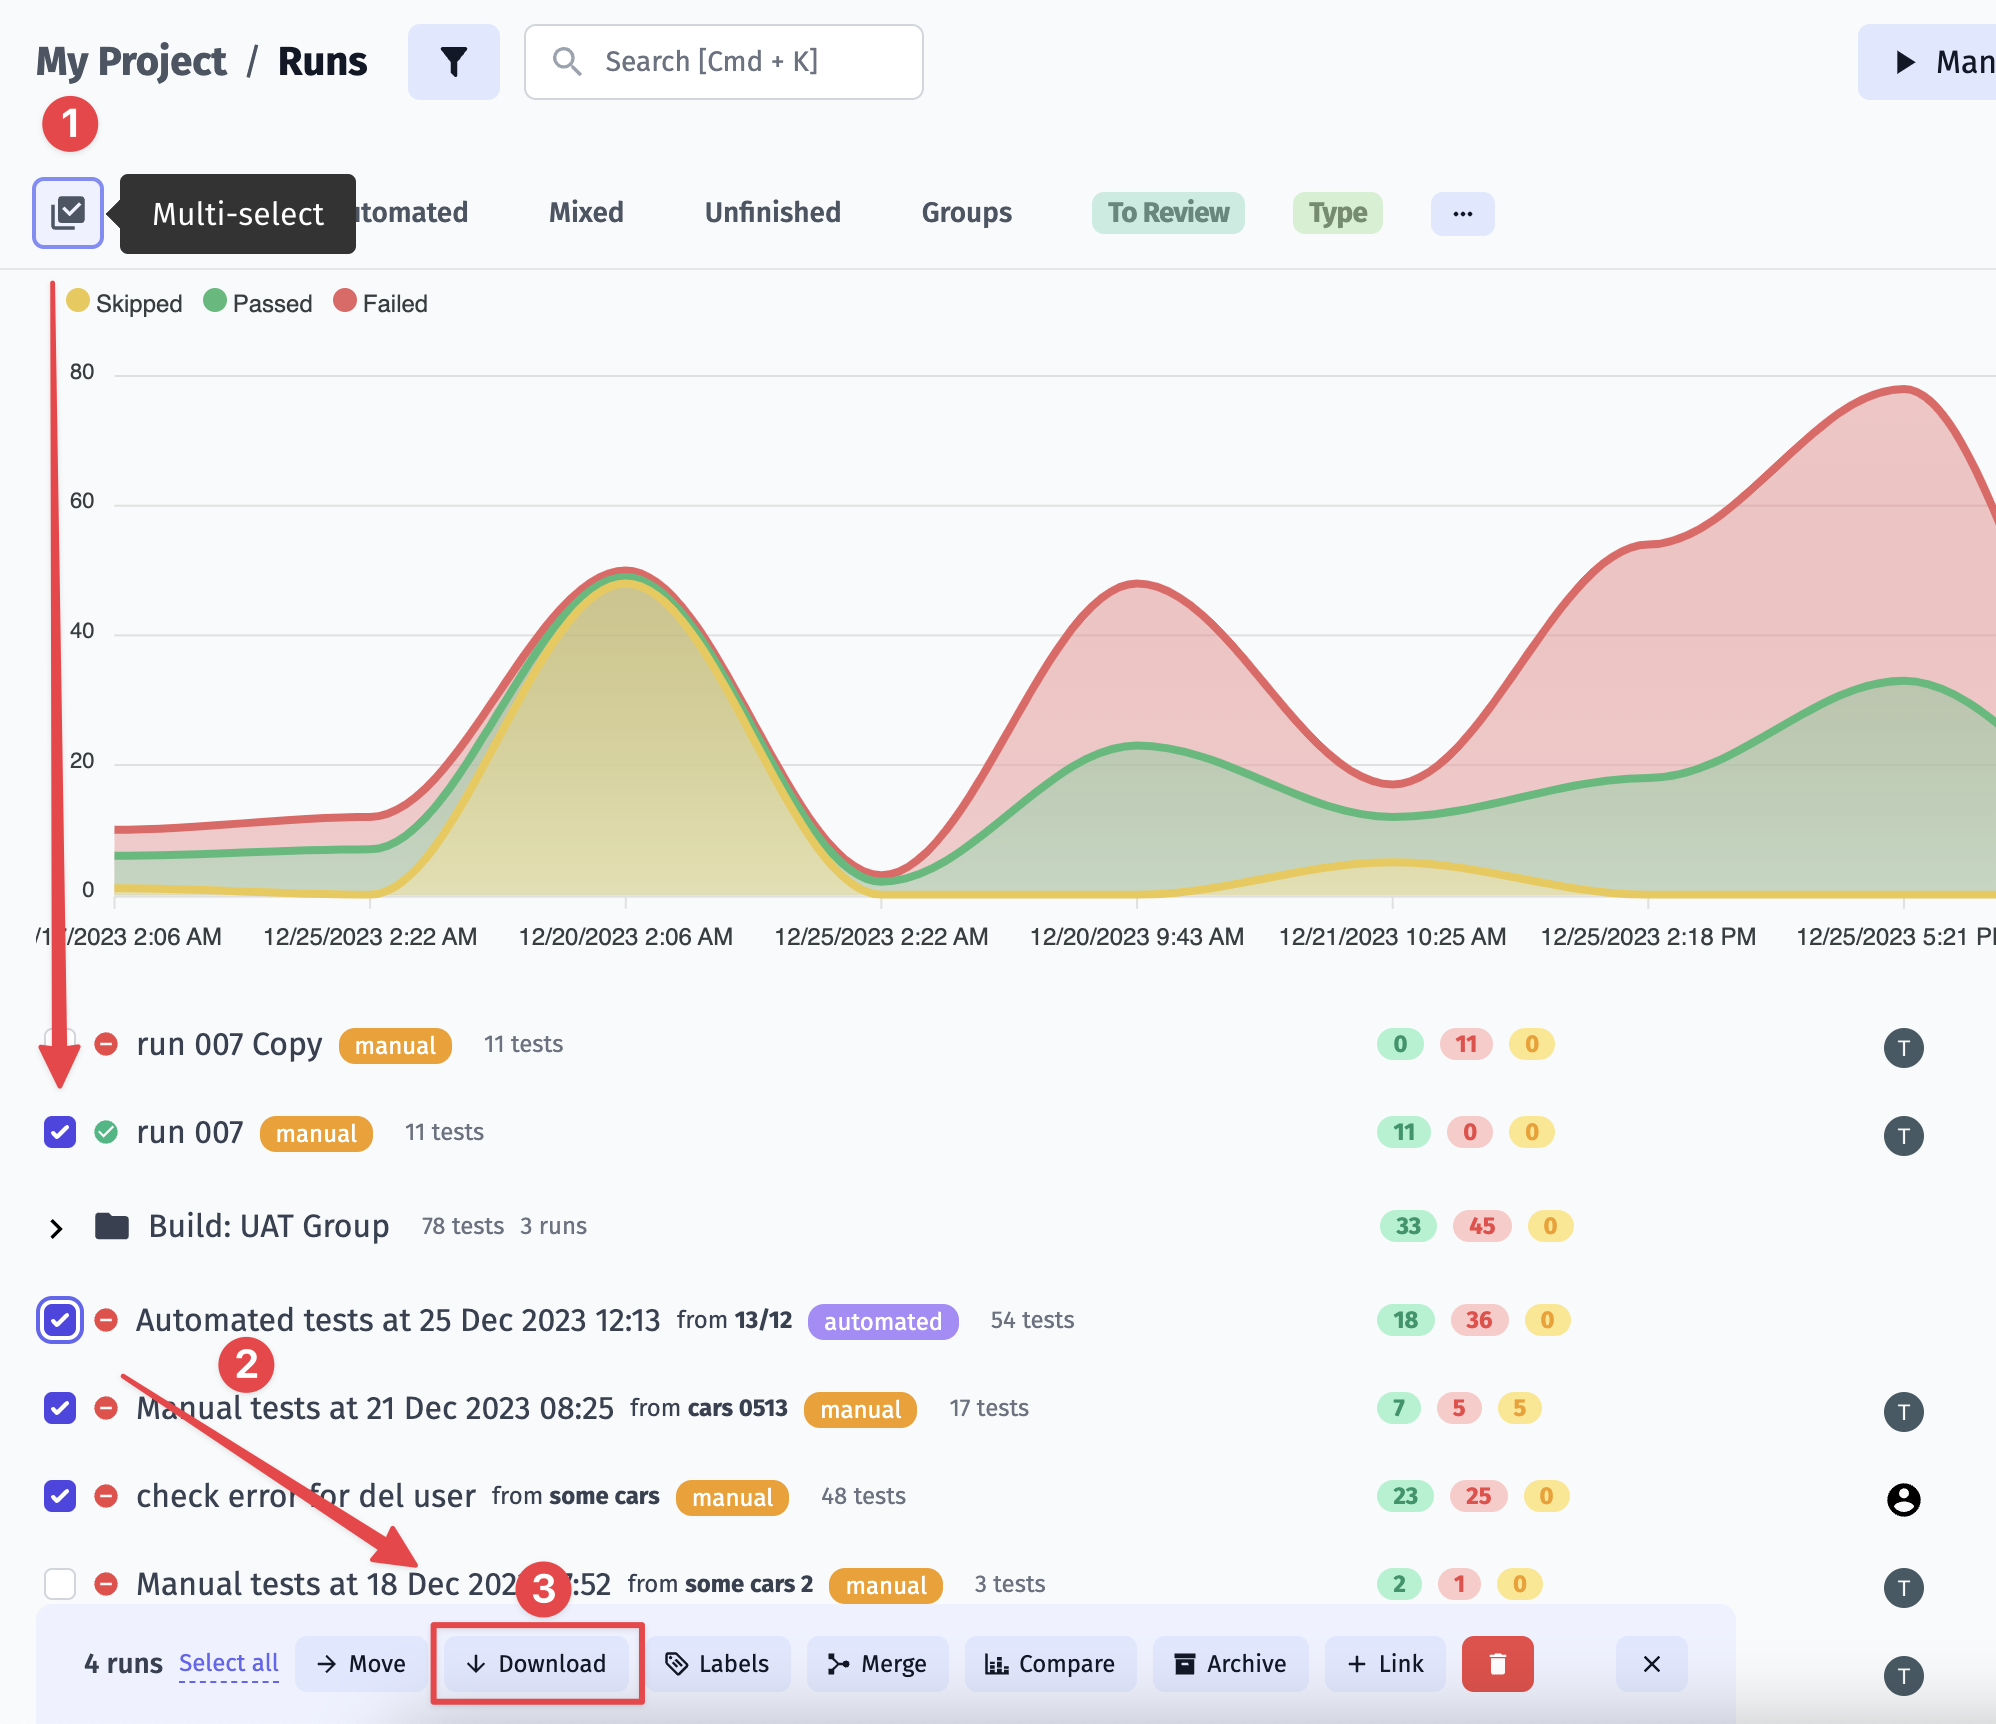 My Project / Runs
Search [Cmd + K]
Man
1
Multi-select
utomated
Mixed
Unfinished
Groups
To Review
Type
...
Skipped
Passed
Failed
80
60
40
20
0
/2023 2:06 AM
12/25/2023 2:22 AM
12/20/2023 2:06 AM
12/25/2023 2:22 AM
12/20/2023 9:43 AM
12/21/2023 10:25 AM
12/25/2023 2:18 PM
12/25/2023 5:21 P
run 007 Copy manual 11 tests 0 11 0 T
run 007 manual 11 tests 11 0 0 T
Build: UAT Group 78 tests 3 runs 33 45 0
Automated tests at 25 Dec 2023 12:13 from 13/12 automated 54 tests 18 36 0
2
Manual tests at 21 Dec 2023 08:25 from cars 0513 manual 17 tests 7 5 5 T
check error for del user from some cars manual 48 tests 23 25 0
Manual tests at 18 Dec 202 :52 from some cars 2 manual 3 tests 2 1 0 T
3
4 runs Select all Move Download Labels Merge Compare Archive + Link T